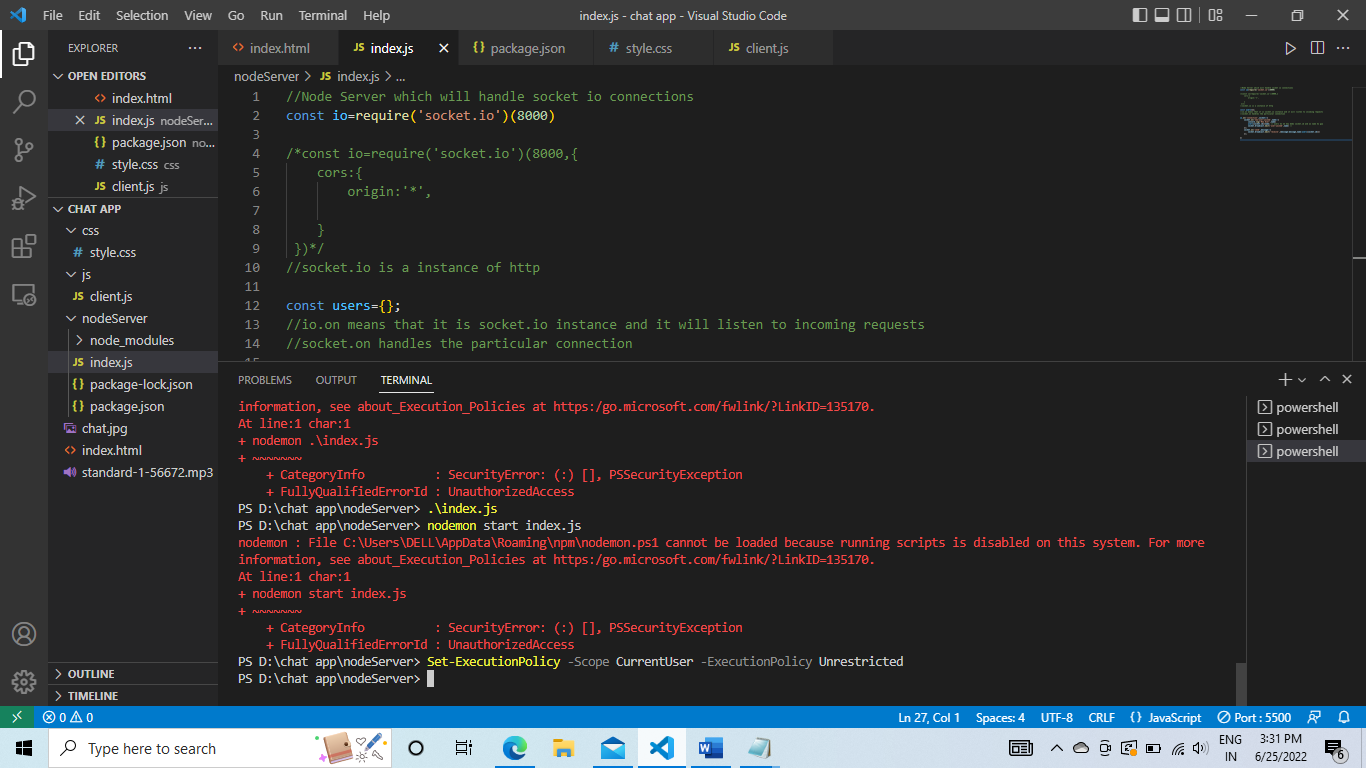 File Edit Selection View Go Run Terminal Help index.js - chat app - Visual Studio Code
EXPLORER
OPEN EDITORS
index.html
index.js nodeSer...
package.json no...
style.css css
client.js js
CHAT APP
css
style.css
js
client.js
nodeServer
node_modules
index.js
package-lock.json
package.json
chat.jpg
index.html
standard-1-56672.mp3
OUTLINE
TIMELINE
index.html index.js package.json style.css client.js
nodeServer > JS index.js > ...
1 //Node Server which will handle socket io connections
2 const io=require('socket.io')(8000)
3
4 /*const io=require('socket.io')(8000,{
5 cors:{
6 origin:'*',
7
8 }
9 })*/
10 //socket.io is a instance of http
11
12 const users={};
13 //io.on means that it is socket.io instance and it will listen to incoming requests
14 //socket.on handles the particular connection
PROBLEMS OUTPUT TERMINAL
information, see about_Execution_Policies at https:/go.microsoft.com/fwlink/?LinkID=135170.
At line:1 char:1
+ nodemon .\index.js
+ ~~~~~~~
+ CategoryInfo : SecurityError: (:) [], PSSecurityException
+ FullyQualifiedErrorId : UnauthorizedAccess
PS D:\chat app\nodeServer> .\index.js
PS D:\chat app\nodeServer> nodemon start index.js
nodemon : File C:\Users\DELL\AppData\Roaming\npm\nodemon.ps1 cannot be loaded because running scripts is disabled on this system. For more
information, see about_Execution_Policies at https:/go.microsoft.com/fwlink/?LinkID=135170.
At line:1 char:1
+ nodemon start index.js
+ ~~~~~~~
+ CategoryInfo : SecurityError: (:) [], PSSecurityException
+ FullyQualifiedErrorId : UnauthorizedAccess
PS D:\chat app\nodeServer> Set-ExecutionPolicy -Scope CurrentUser -ExecutionPolicy Unrestricted
PS D:\chat app\nodeServer>
powershell
powershell
powershell
0 0 Ln 27, Col 1 Spaces: 4 UTF-8 CRLF {} JavaScript Port : 5500
Type here to search
ENG
IN
3:31 PM
6/25/2022
6